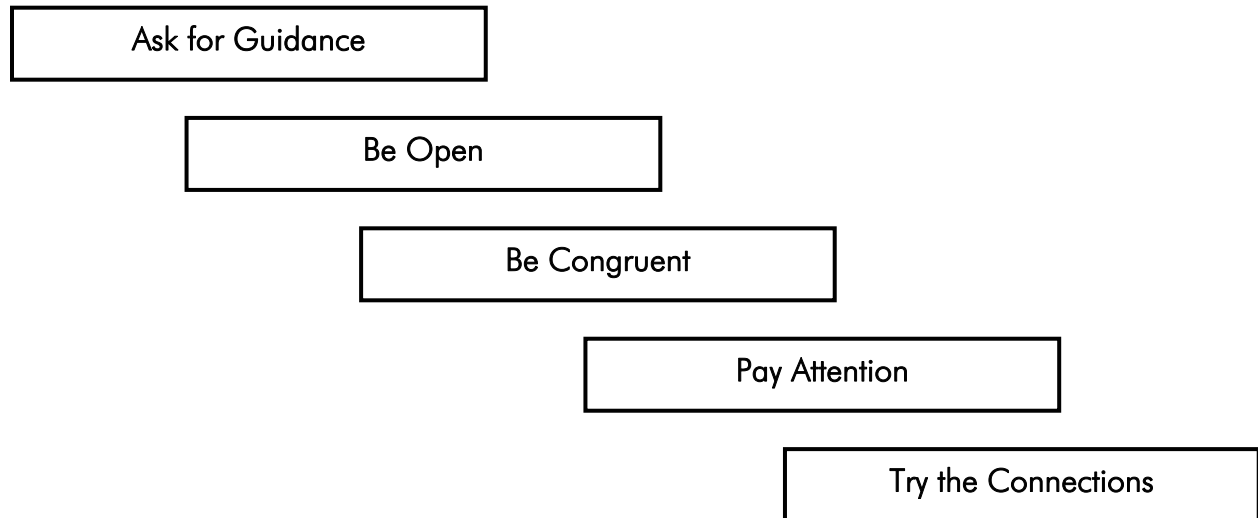 Ask for Guidance
Be Open
Be Congruent
Pay Attention
Try the Connections